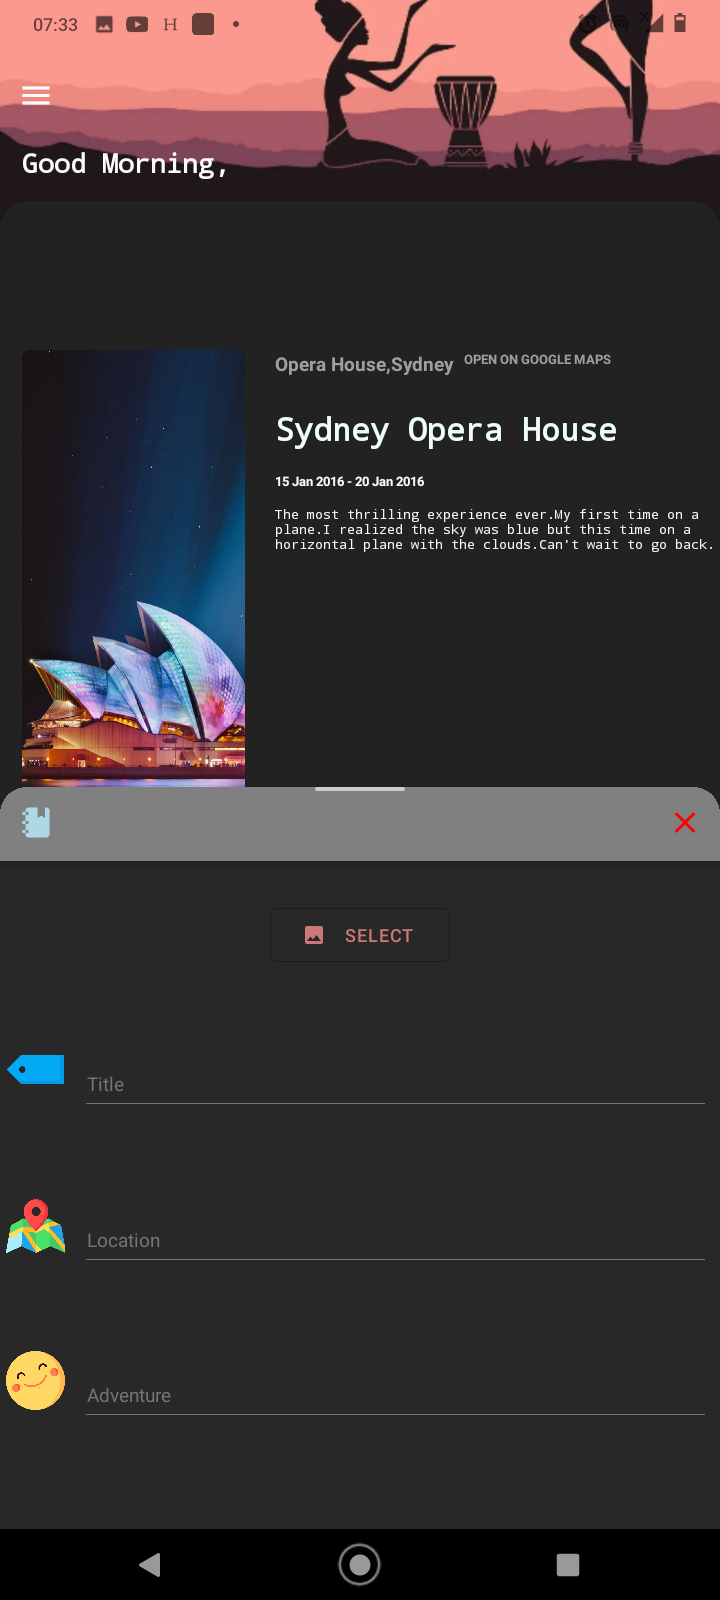 07:33
H
Good Morning,
Opera House,Sydney OPEN ON GOOGLE MAPS
Sydney Opera House
15 Jan 2016 - 20 Jan 2016
The most thrilling experience ever.My first time on a
plane.I realized the sky was blue but this time on a
horizontal plane with the clouds.Can't wait to go back.
SELECT
Title
Location
Adventure